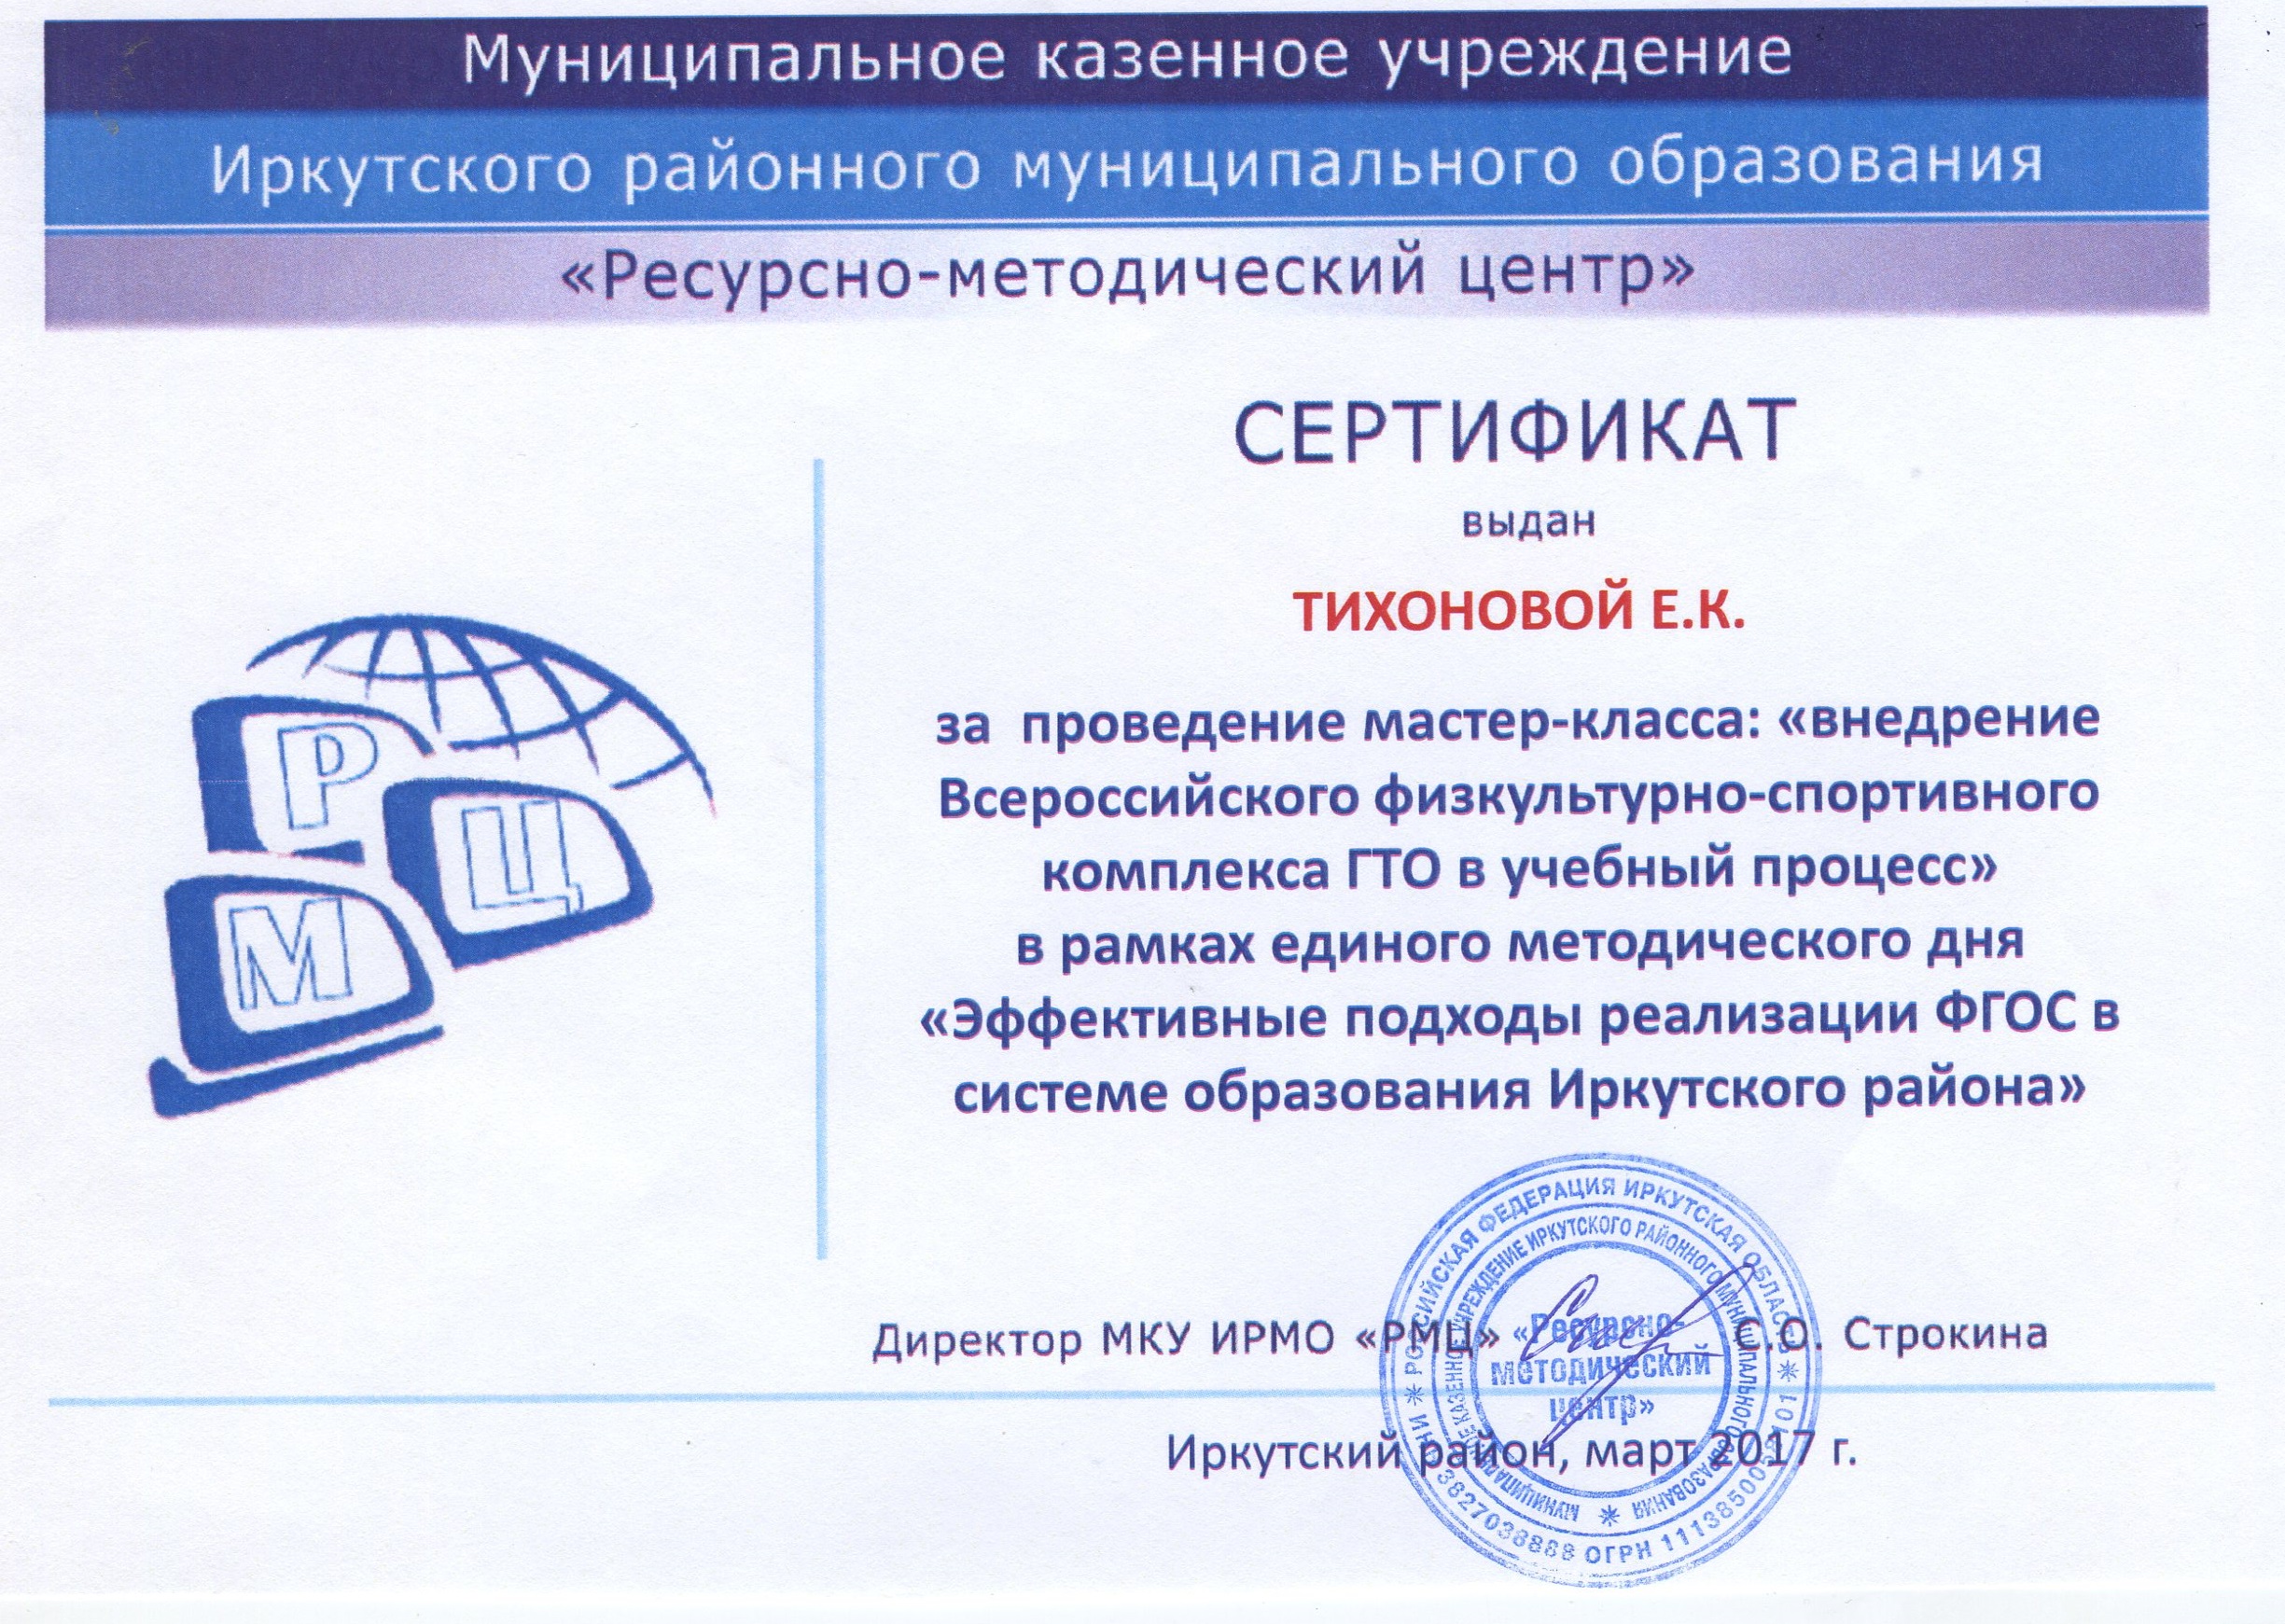 Муниципальное казенное учреждение
Иркутского районного муниципального образования
«Ресурсно-методический центр»
СЕРТИФИКАТ
выдан
ТИХОНОВОЙ Е.К.
за проведение мастер-класса: «внедрение
Всероссийского физкультурно-спортивного
комплекса ГТО в учебный процесс»
в рамках единого методического дня
«Эффективные подходы реализации ФГОС в
системе образования Иркутского района»
Р
Ц
М
Директор МКУ ИРМО «РМЦ» С.О. Строкина
Иркутский район, март 2017 г.
РОССИЙСКАЯ ФЕДЕРАЦИЯ ИРКУТСКАЯ ОБЛАСТЬ
ИНН 3827038888 ОГРН
МУНИЦИПАЛЬНОЕ КАЗЕННОЕ УЧРЕЖДЕНИЕ ИРКУТСКОГО РАЙОННОГО МУНИЦИПАЛЬНОГО ОБРАЗОВАНИЯ
«Ресурсно-
методический
центр»